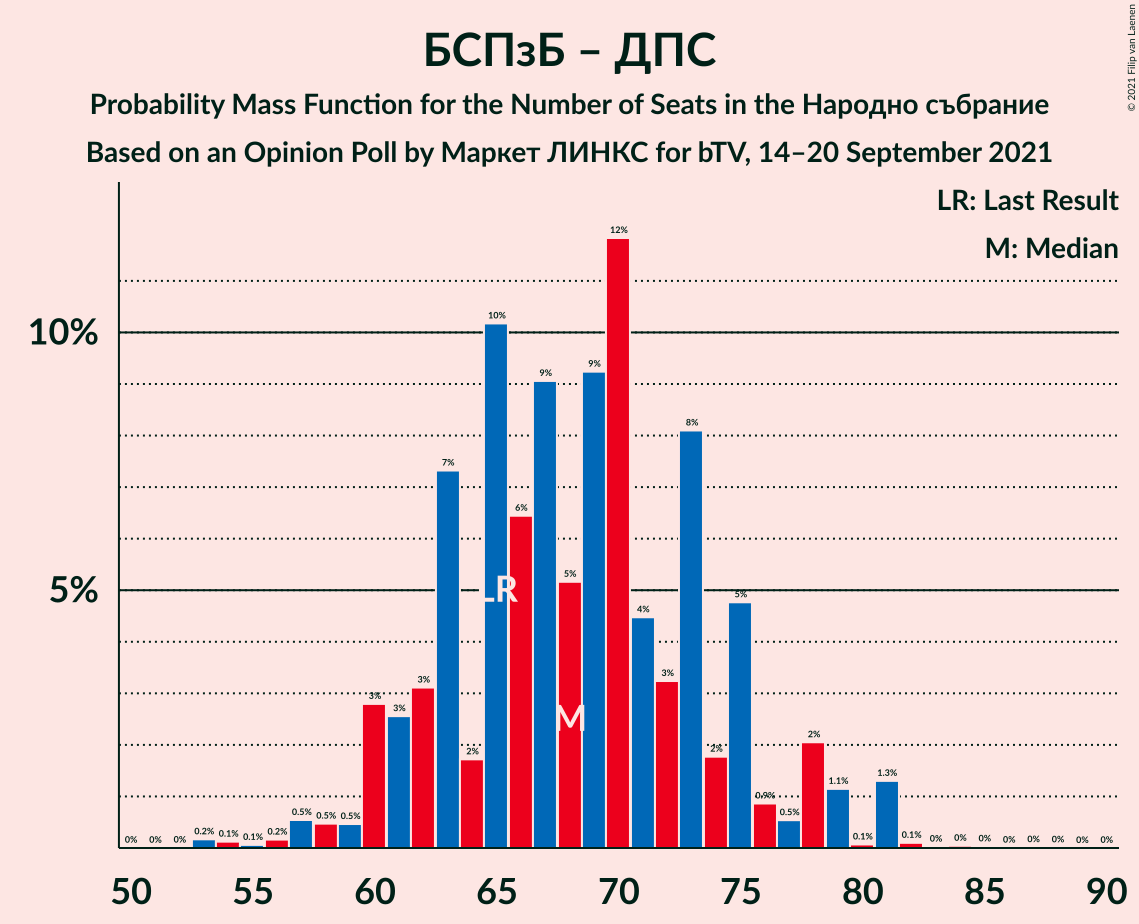 БСПзБ – ДПС
Probability Mass Function for the Number of Seats in the Народно събрание
Based on an Opinion Poll by Маркет ЛИНКС for bTV, 14–20 September 2021
© 2021 Filip van Laenen
LR: Last Result
M: Median
10%
5%
0% 0% 0% 0.2% 0.1% 0.1% 0.2% 0.5% 0.5% 0.5% 3% 3% 3% 7% 2% 10% 6% 9% 5% 9% 12% 4% 3% 8% 2% 5% 0.9% 0.5% 2% 1.1% 0.1% 1.3% 0.1% 0% 0% 0% 0% 0% 0% 0% 0%
LR
M
50 55 60 65 70 75 80 85 90